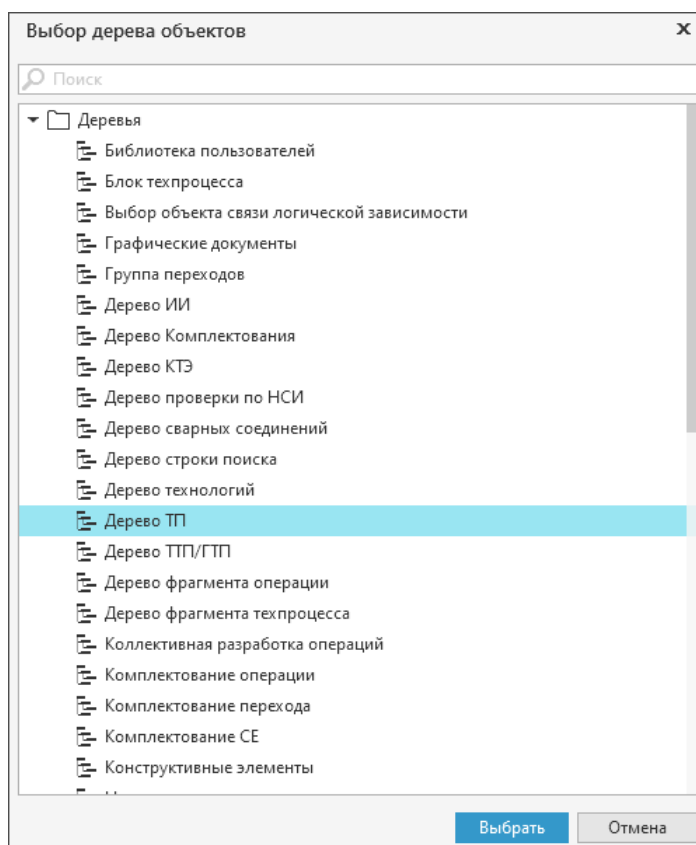 Выбор дерева объектов
x
Поиск
Деревья
Библиотека пользователей
Блок техпроцесса
Выбор объекта связи логической зависимости
Графические документы
Группа переходов
Дерево ИИ
Дерево Комплектования
Дерево КТЭ
Дерево проверки по НСИ
Дерево сварных соединений
Дерево строки поиска
Дерево технологий
Дерево ТП
Дерево ТТП/ГТП
Дерево фрагмента операции
Дерево фрагмента техпроцесса
Коллективная разработка операций
Комплектование операции
Комплектование перехода
Комплектование СЕ
Конструктивные элементы
Выбрать Отмена